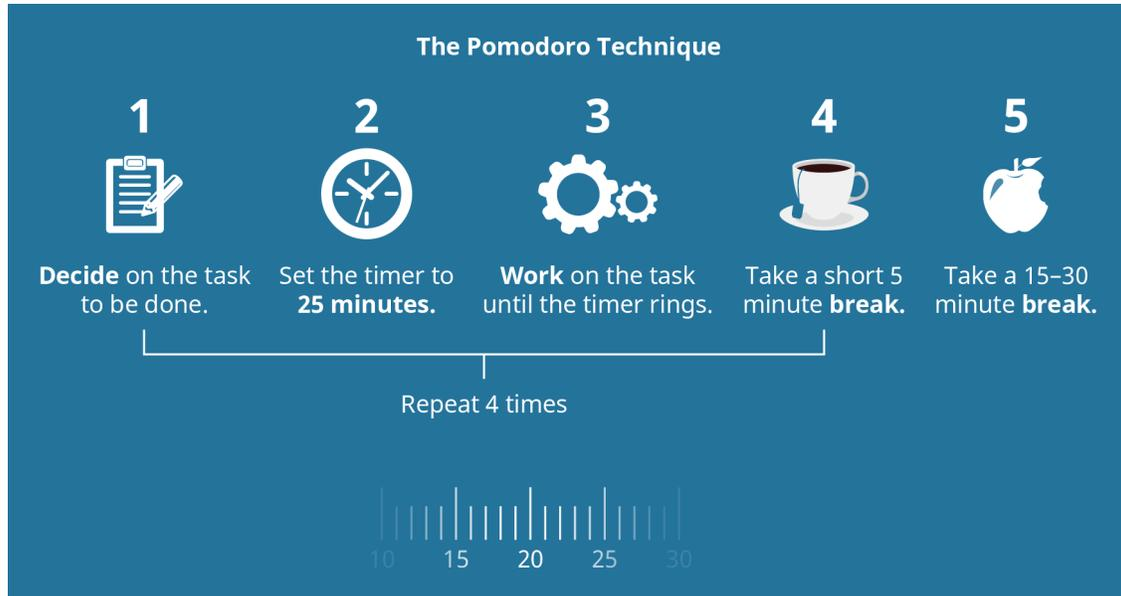 The Pomodoro Technique
1
2
3
4
5
Decide on the task
to be done.
Set the timer to
25 minutes.
Work on the task
until the timer rings.
Take a short 5
minute break.
Take a 15–30
minute break.
Repeat 4 times
10 15 20 25 30